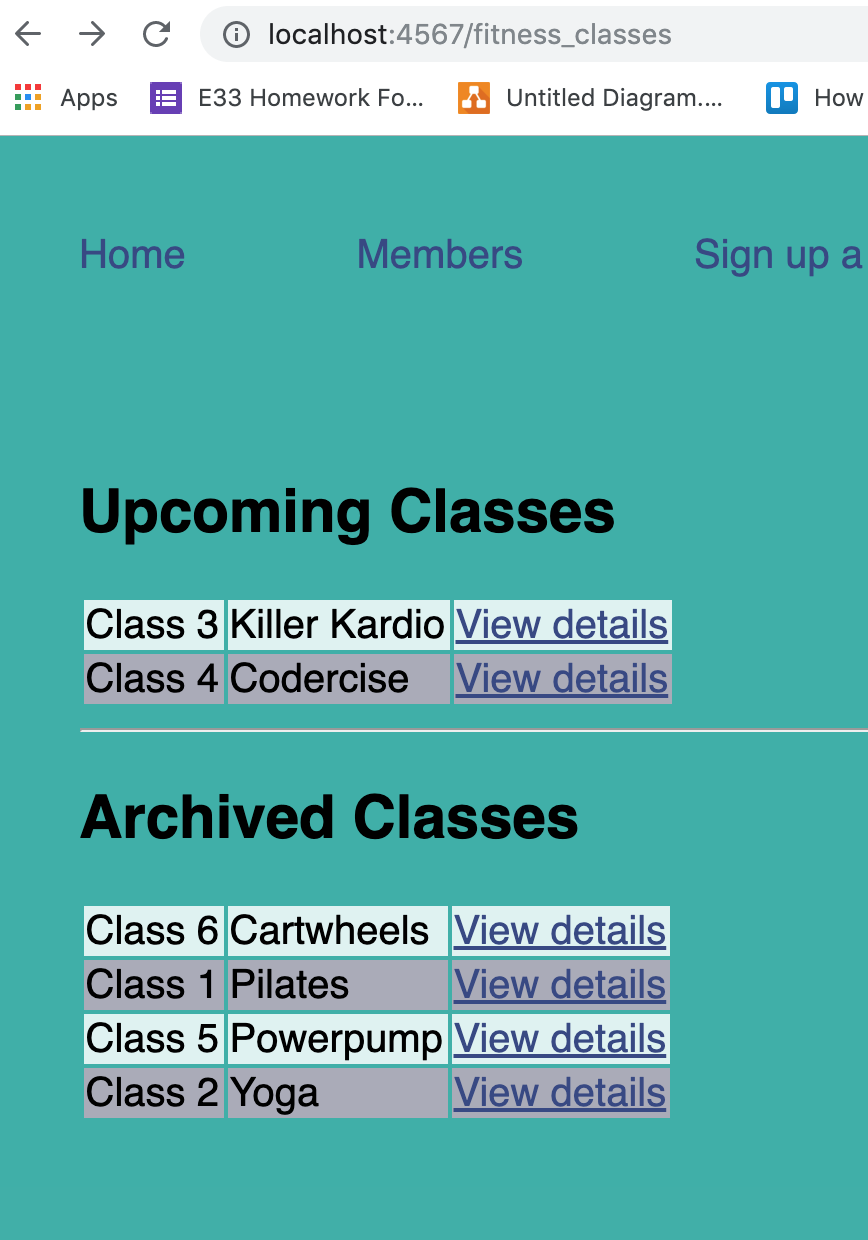 localhost:4567/fitness_classes
Apps E33 Homework Fo... Untitled Diagram.... How
Home Members Sign up a
Upcoming Classes
Class 3 Killer Kardio View details
Class 4 Codercise View details
Archived Classes
Class 6 Cartwheels View details
Class 1 Pilates View details
Class 5 Powerpump View details
Class 2 Yoga View details